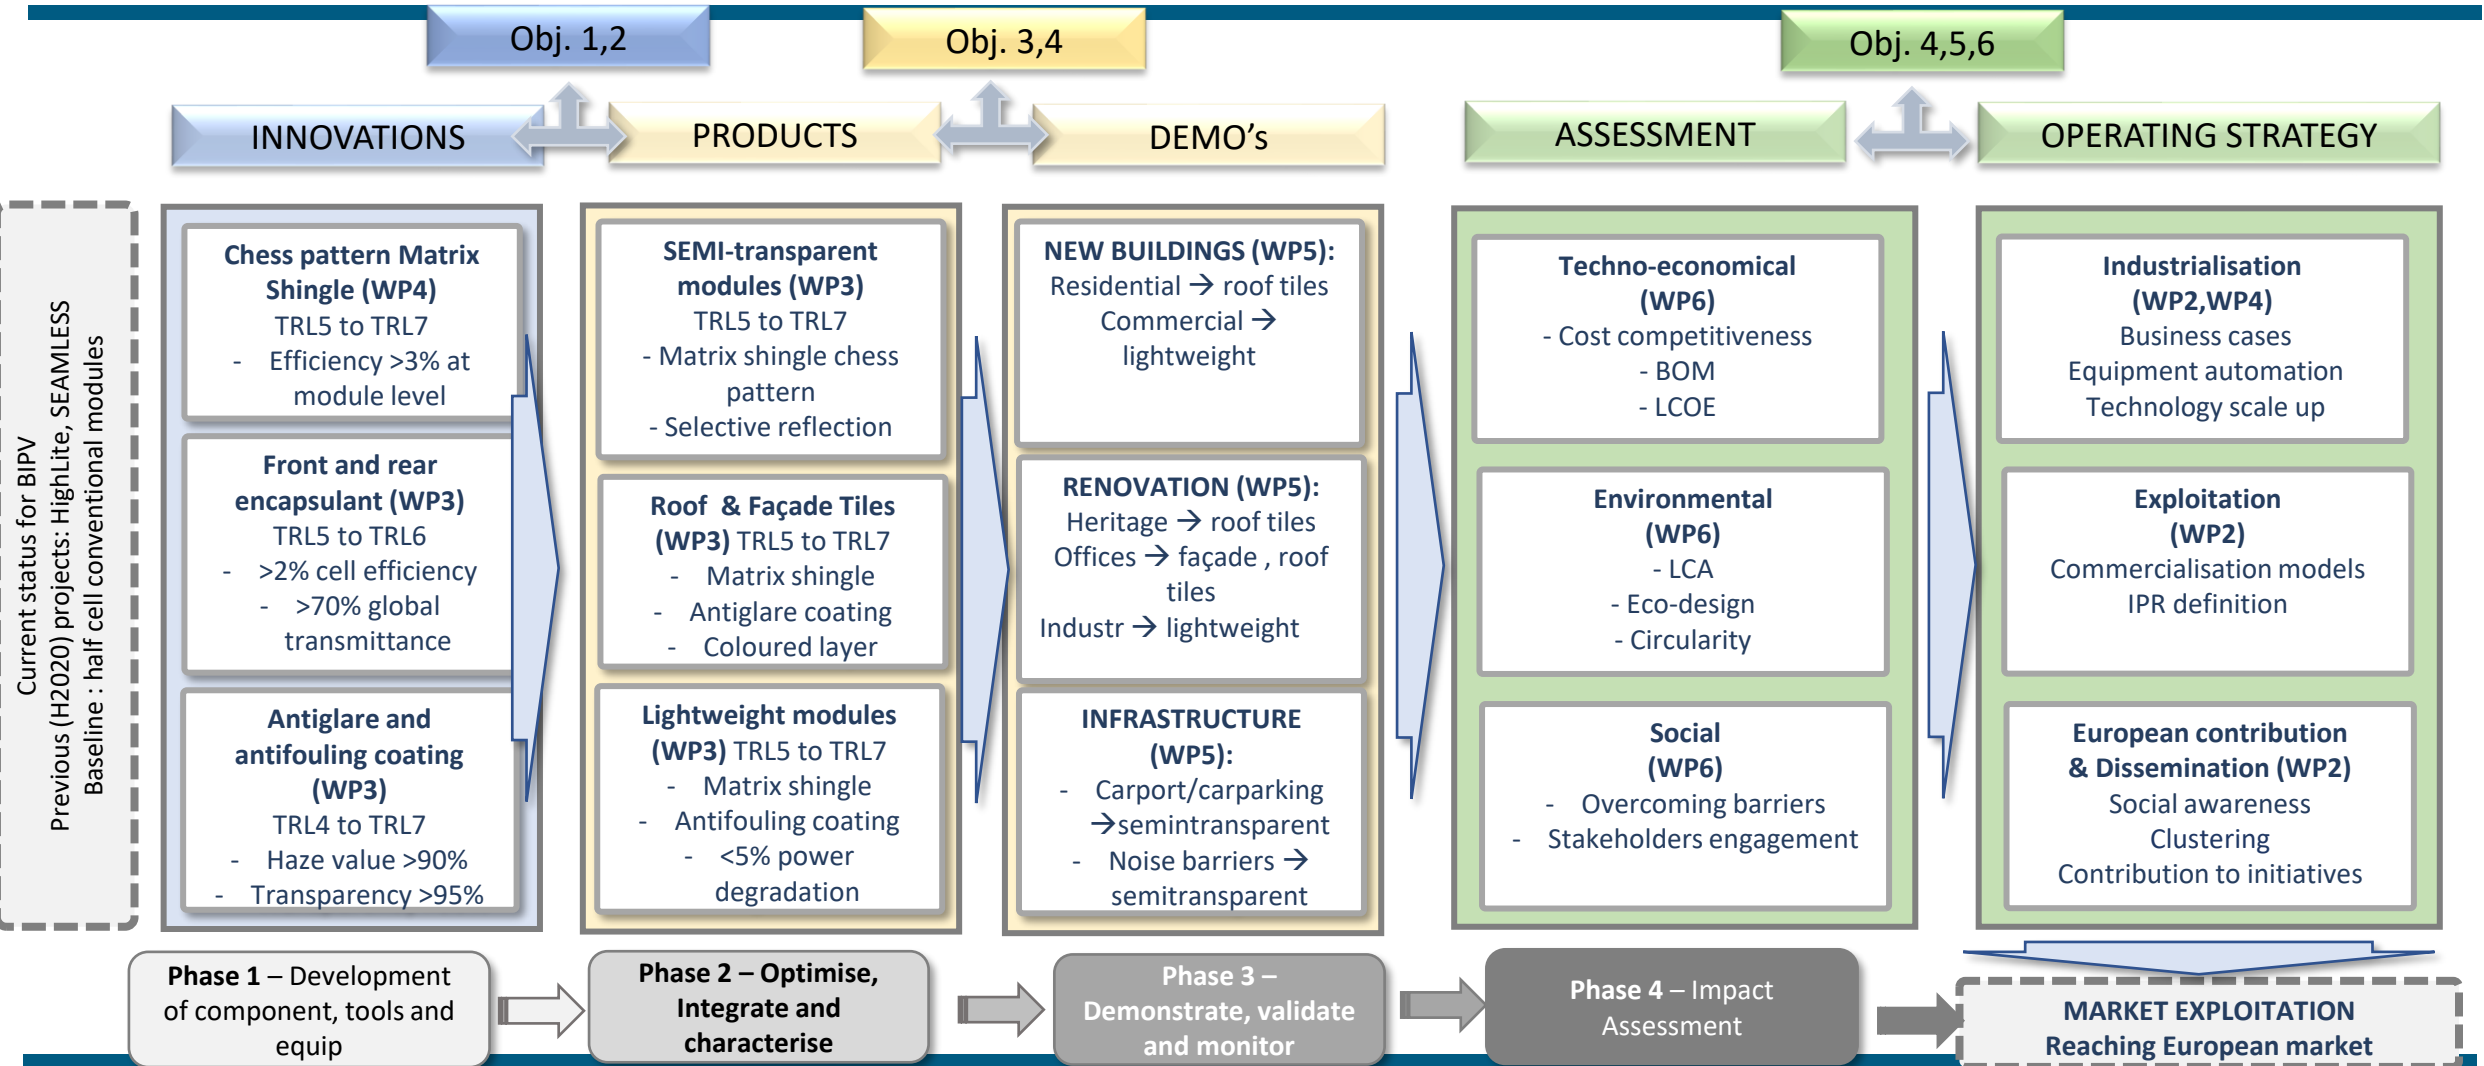 Obj. 1,2
Obj. 3,4
Obj. 4,5,6
INNOVATIONS
PRODUCTS
DEMO's
ASSESSMENT
OPERATING STRATEGY
Current status for BIPV
Previous (H2020) projects: HighLite, SEAMLESS
Baseline : half cell conventional modules
Chess pattern Matrix
Shingle (WP4)
TRL5 to TRL7
- Efficiency >3% at
module level
Front and rear
encapsulant (WP3)
TRL5 to TRL6
- >2% cell efficiency
- >70% global
transmittance
Antiglare and
antifouling coating
(WP3)
TRL4 to TRL7
- Haze value >90%
- Transparency >95%
SEMI-transparent
modules (WP3)
TRL5 to TRL7
- Matrix shingle chess
pattern
- Selective reflection
Roof & Façade Tiles
(WP3) TRL5 to TRL7
- Matrix shingle
- Antiglare coating
- Coloured layer
Lightweight modules
(WP3) TRL5 to TRL7
- Matrix shingle
- Antifouling coating
- <5% power
degradation
NEW BUILDINGS (WP5):
Residential → roof tiles
Commercial →
lightweight
RENOVATION (WP5):
Heritage → roof tiles
Offices → façade , roof
tiles
Industr → lightweight
INFRASTRUCTURE
(WP5):
- Carport/carparking
→semintransparent
- Noise barriers →
semitransparent
Techno-economical
(WP6)
- Cost competitiveness
- BOM
- LCOE
Environmental
(WP6)
- LCA
- Eco-design
- Circularity
Social
(WP6)
- Overcoming barriers
- Stakeholders engagement
Industrialisation
(WP2,WP4)
Business cases
Equipment automation
Technology scale up
Exploitation
(WP2)
Commercialisation models
IPR definition
European contribution
& Dissemination (WP2)
Social awareness
Clustering
Contribution to initiatives
Phase 1 – Development
of component, tools and
equip
Phase 2 – Optimise,
Integrate and
characterise
Phase 3 –
Demonstrate, validate
and monitor
Phase 4 – Impact
Assessment
MARKET EXPLOITATION
Reaching European market